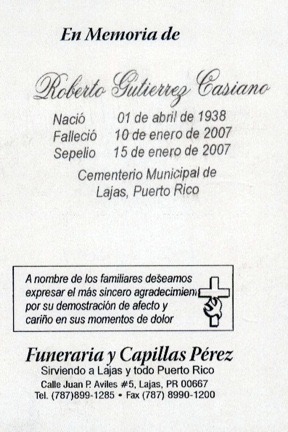 En Memoria de
Roberto Gutierrez Casiano
Nació 01 de abril de 1938
Falleció 10 de enero de 2007
Sepelio 15 de enero de 2007
Cementerio Municipal de
Lajas, Puerto Rico
A nombre de los familiares deseamos
expresar el más sincero agradecimien
por su demostración de afecto y
cariño en sus momentos de dolor
Funeraria y Capillas Pérez
Sirviendo a Lajas y todo Puerto Rico
Calle Juan P. Aviles #5, Lajas, PR 00667
Tel. (787)899-1285 • Fax (787) 8990-1200